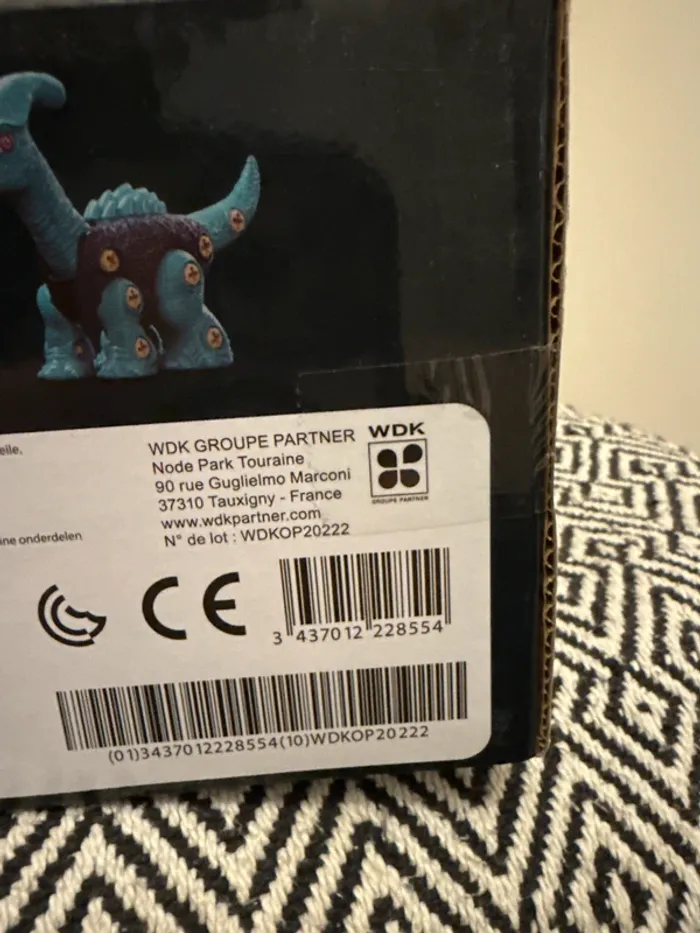 elle.
ine onderdelen
WDK GROUPE PARTNER
Node Park Touraine
90 rue Guglielmo Marconi
37310 Tauxigny - France
www.wdkpartner.com
N° de lot : WDKOP20222
WDK
GROUPE PARTNER
CE
3 437012 228554
(01)3437012228554(10)WDKOP20222